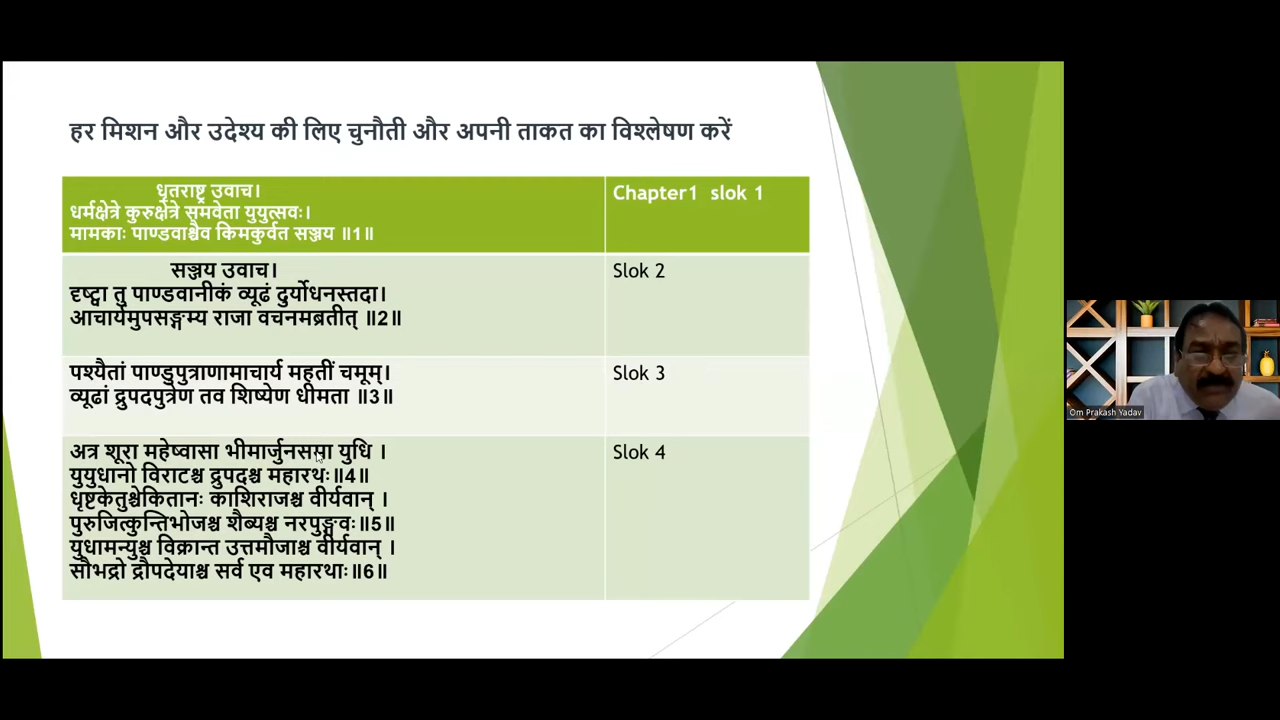 हर मिशन और उदेश्य की लिए चुनौती और अपनी ताकत का विश्लेषण करें
धृतराष्ट्र उवाच।
धर्मक्षेत्रे कुरुक्षेत्रे समवेता युयुत्सवः।
मामकाः पाण्डवाश्चैव किमकुर्वत सञ्जय ॥1॥
Chapter1 slok 1
सञ्जय उवाच।
दृष्ट्वा तु पाण्डवानीकं व्यूढं दुर्योधनस्तदा।
आचार्यमुपसङ्गम्य राजा वचनमब्रतीत् ॥2॥
Slok 2
पश्यैतां पाण्डुपुत्राणामाचार्य महतीं चमूम्।
व्यूढां द्रुपदपुत्रेण तव शिष्येण धीमता ॥3॥
Slok 3
अत्र शूरा महेष्वासा भीमार्जुनसमा युधि ।
युयुधानो विराटश्च द्रुपदश्च महारथः॥4॥
धृष्टकेतुश्चेकितानः काशिराजश्च वीर्यवान् ।
पुरुजित्कुन्तिभोजश्च शैब्यश्च नरपुङ्गवः॥5॥
युधामन्युश्च विक्रान्त उत्तमौजाश्च वीर्यवान् ।
सौभद्रो द्रौपदेयाश्च सर्व एव महारथाः॥6॥
Slok 4
Om Prakash Yadav